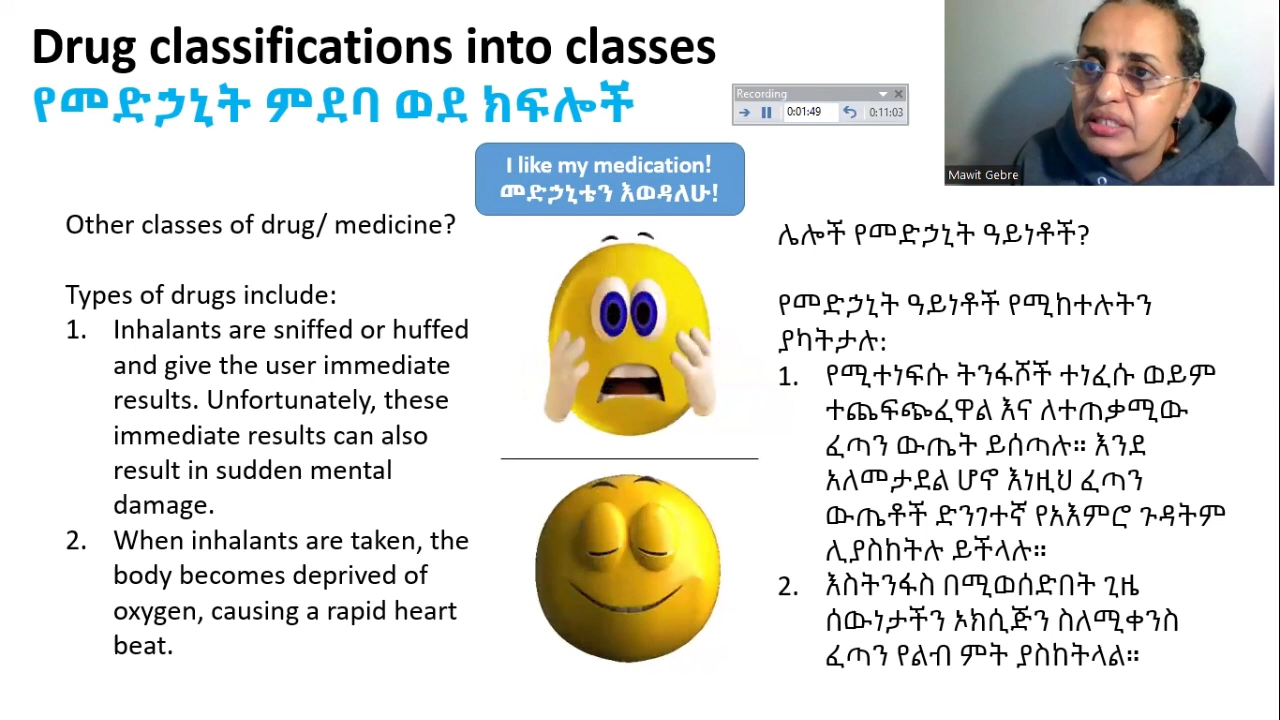 Drug classifications into classes
የመድኃኒት ምደባ ወደ ክፍሎች
Recording
0:01:49
0:11:03
Mawit Gebre
I like my medication!
መድኃኒቴን እወዳለሁ!
Other classes of drug/ medicine?
Types of drugs include:
1. Inhalants are sniffed or huffed
and give the user immediate
results. Unfortunately, these
immediate results can also
result in sudden mental
damage.
2. When inhalants are taken, the
body becomes deprived of
oxygen, causing a rapid heart
beat.
ሌሎች የመድኃኒት ዓይነቶች?
የመድኃኒት ዓይነቶች የሚከተሉትን
ያካትታሉ:
1. የሚተነፍሱ ትንፋሾች ተነፈሱ ወይም
ተጨፍጭፈዋል እና ለተጠቃሚው
ፈጣን ውጤት ይሰጣሉ። እንደ
አለመታደል ሆኖ እነዚህ ፈጣን
ውጤቶች ድንገተኛ የአእምሮ ጉዳትም
ሊያስከትሉ ይችላሉ።
2. እስትንፋስ በሚወሰድበት ጊዜ
ሰውነታችን ኦክሲጅን ስለሚቀንስ
ፈጣን የልብ ምት ያስከትላል።